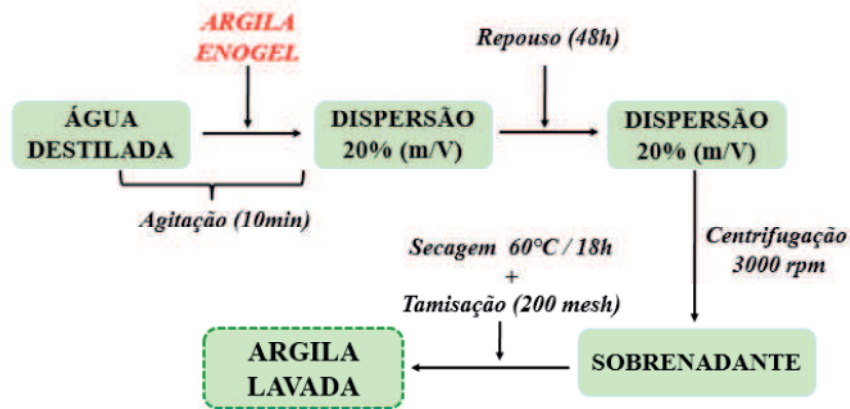 ARGILA
ENOGEL
Repouso (48h)
ÁGUA
DESTILADA
DISPERSÃO
20% (m/V)
DISPERSÃO
20% (m/V)
Agitação (10min)
Centrifugação
3000 rpm
Secagem 60°C / 18h
+
Tamisação (200 mesh)
ARGILA
LAVADA
SOBRENADANTE